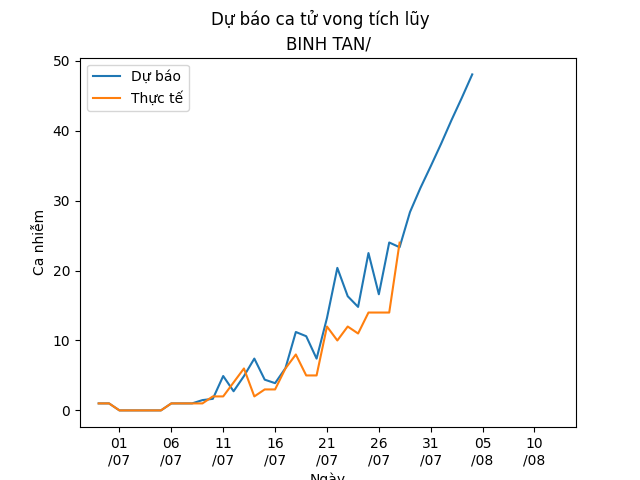 Dự báo ca tử vong tích lũy
BINH TAN/
Dự báo
Thực tế
Ca nhiễm
50
40
30
20
10
0
01 06 11 16 21 26 31 05 10
/07 /07 /07 /07 /07 /07 /07 /08 /08
Ngày